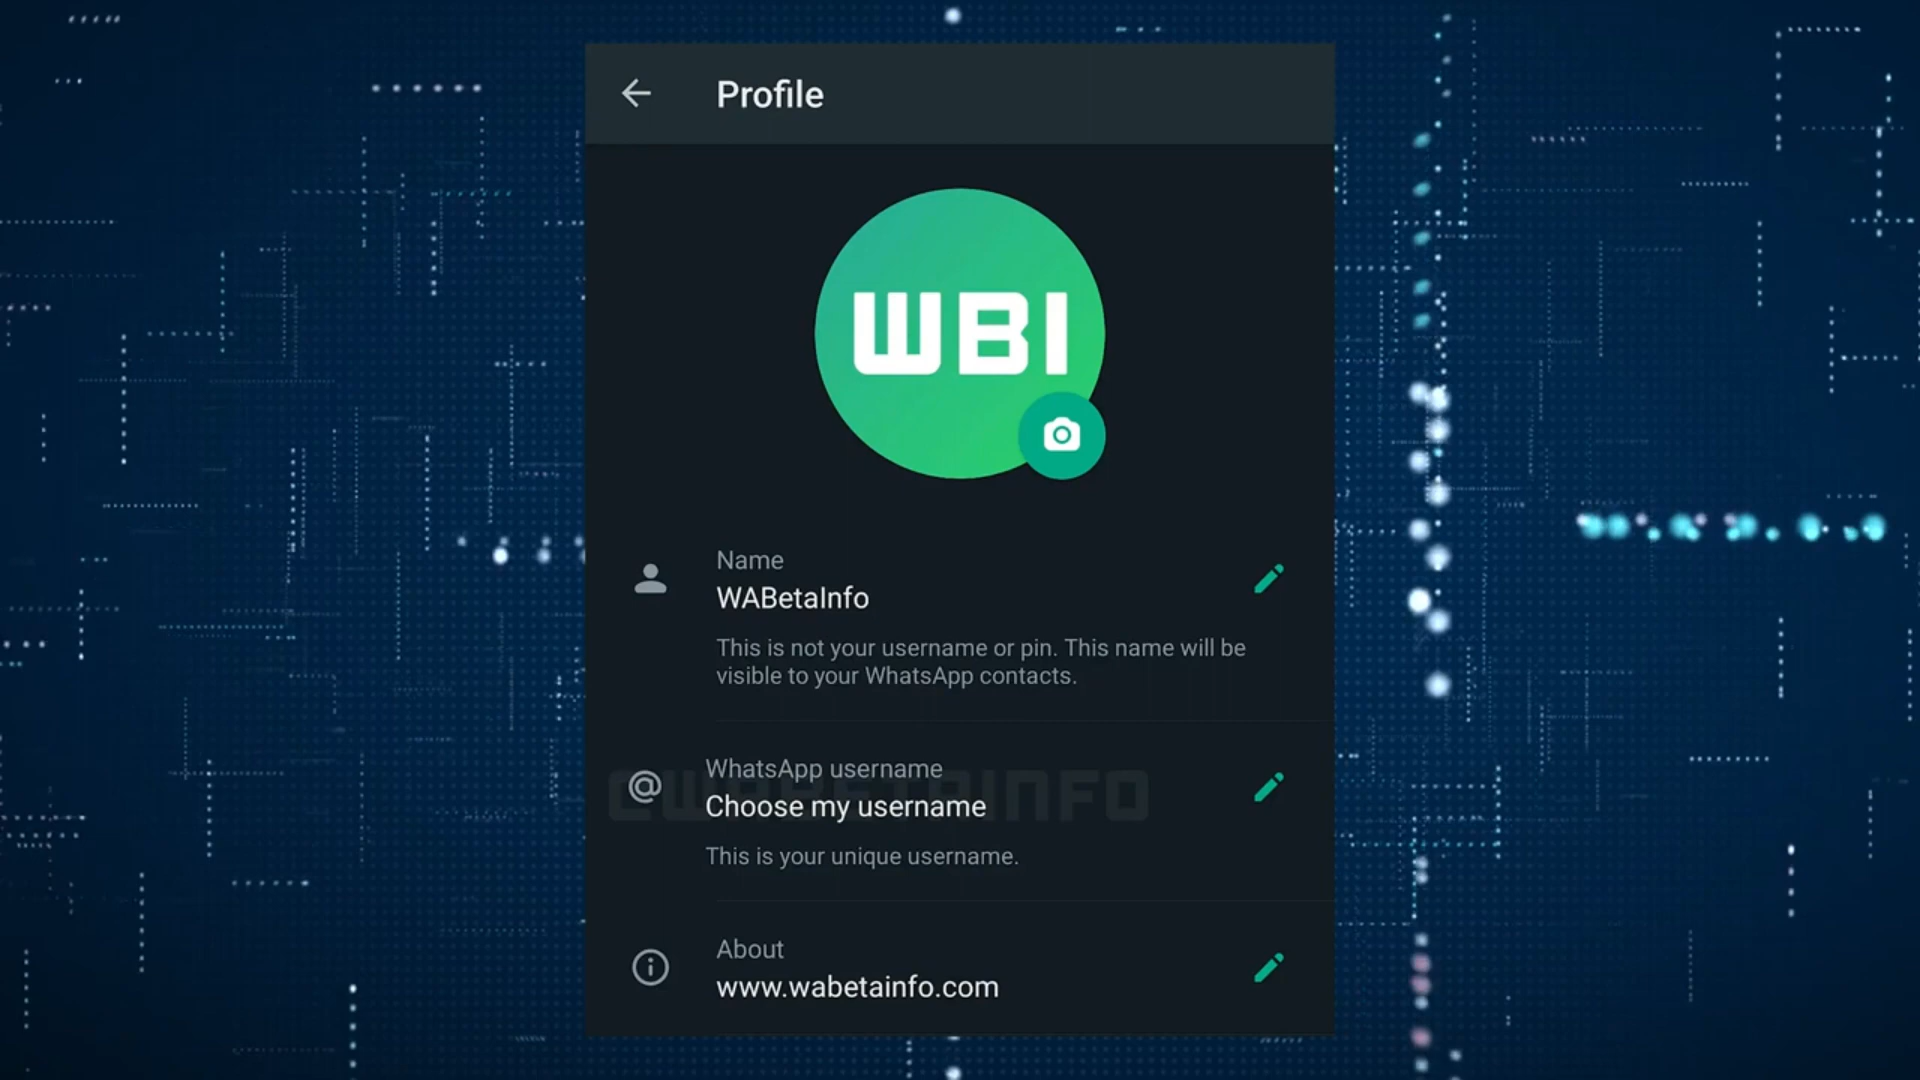 Profile
WBI
Name
WABetaInfo
This is not your username or pin. This name will be
visible to your WhatsApp contacts.
@
WhatsApp username
Choose my username
This is your unique username.
About
www.wabetainfo.com